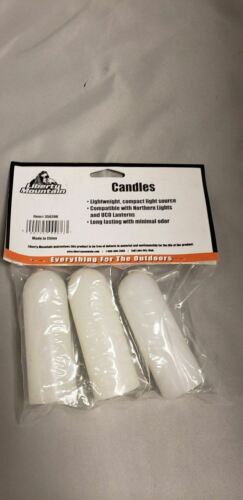 Liberty
Mountain
Candles
• Lightweight, compact light source
• Compatible with Northern Lights
and UCO Lanterns
• Long lasting with minimal odor
Made in China
Everything For The Outdoors